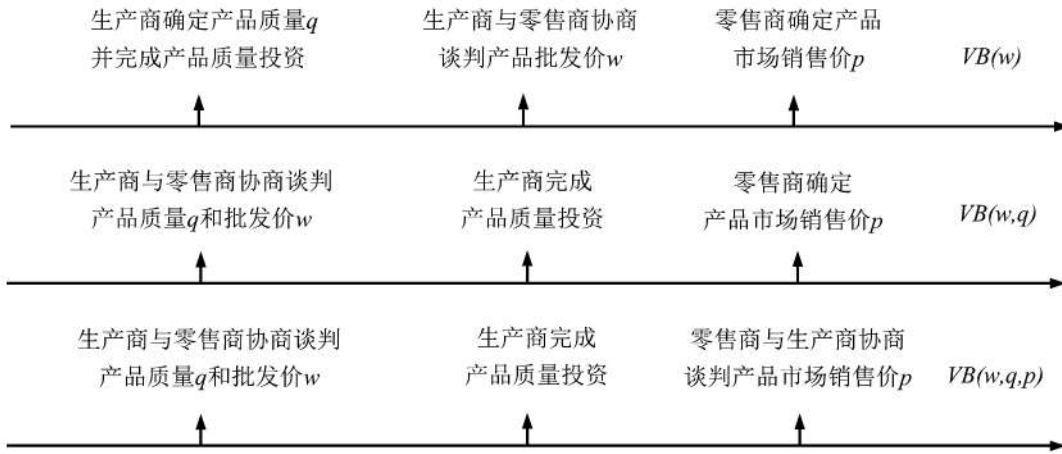 生产商确定产品质量q
并完成产品质量投资
生产商与零售商协商
谈判产品批发价w
零售商确定产品
市场销售价p
VB(w)
生产商与零售商协商谈判
产品质量q和批发价w
生产商完成
产品质量投资
零售商确定
产品市场销售价p
VB(w,q)
生产商与零售商协商谈判
产品质量q和批发价w
生产商完成
产品质量投资
零售商与生产商协商
谈判产品市场销售价p
VB(w,q,p)